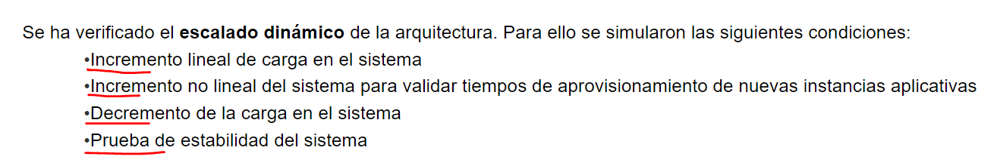 Se ha verificado el escalado dinámico de la arquitectura. Para ello se simularon las siguientes condiciones:
•Incremento lineal de carga en el sistema
•Incremento no lineal del sistema para validar tiempos de aprovisionamiento de nuevas instancias aplicativas
•Decremento de la carga en el sistema
•Prueba de estabilidad del sistema